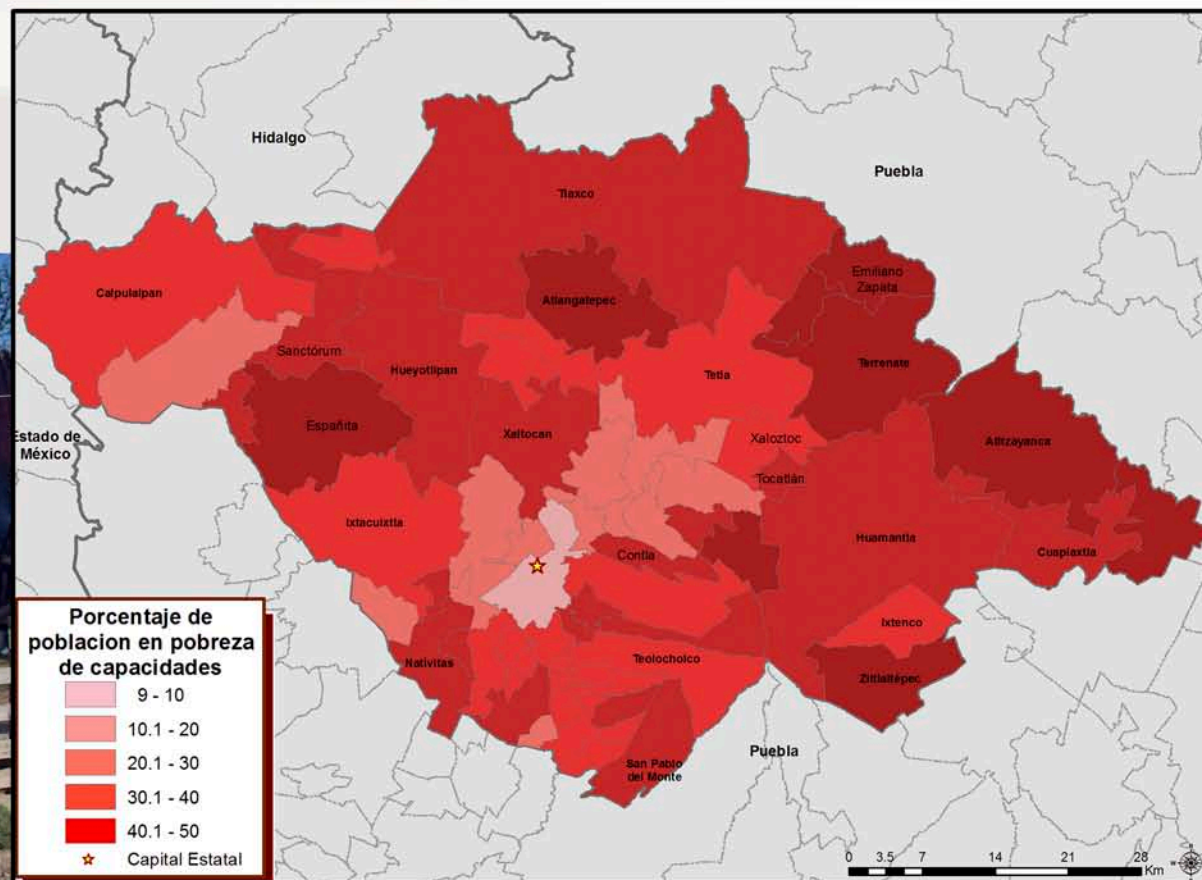 Hidalgo
Puebla
Tlaxco
Calpulalpan
Atlangatepec
Emiliano
Zapata
Sanctórum
Hueyotlipan
Tetla
Terrenate
Estado de
México
Españita
Xaltocan
Xaloztoc
Altzayanca
Tocatlán
Ixtacuixtla
Huamantla
Contla
Cuapiaxtla
Ixtenco
Nativitas
Teolocholco
Zitlaltépec
San Pablo
del Monte
Puebla
Porcentaje de
poblacion en pobreza
de capacidades
9 - 10
10.1 - 20
20.1 - 30
30.1 - 40
40.1 - 50
Capital Estatal
0 3.5 7 14 21 28
Km